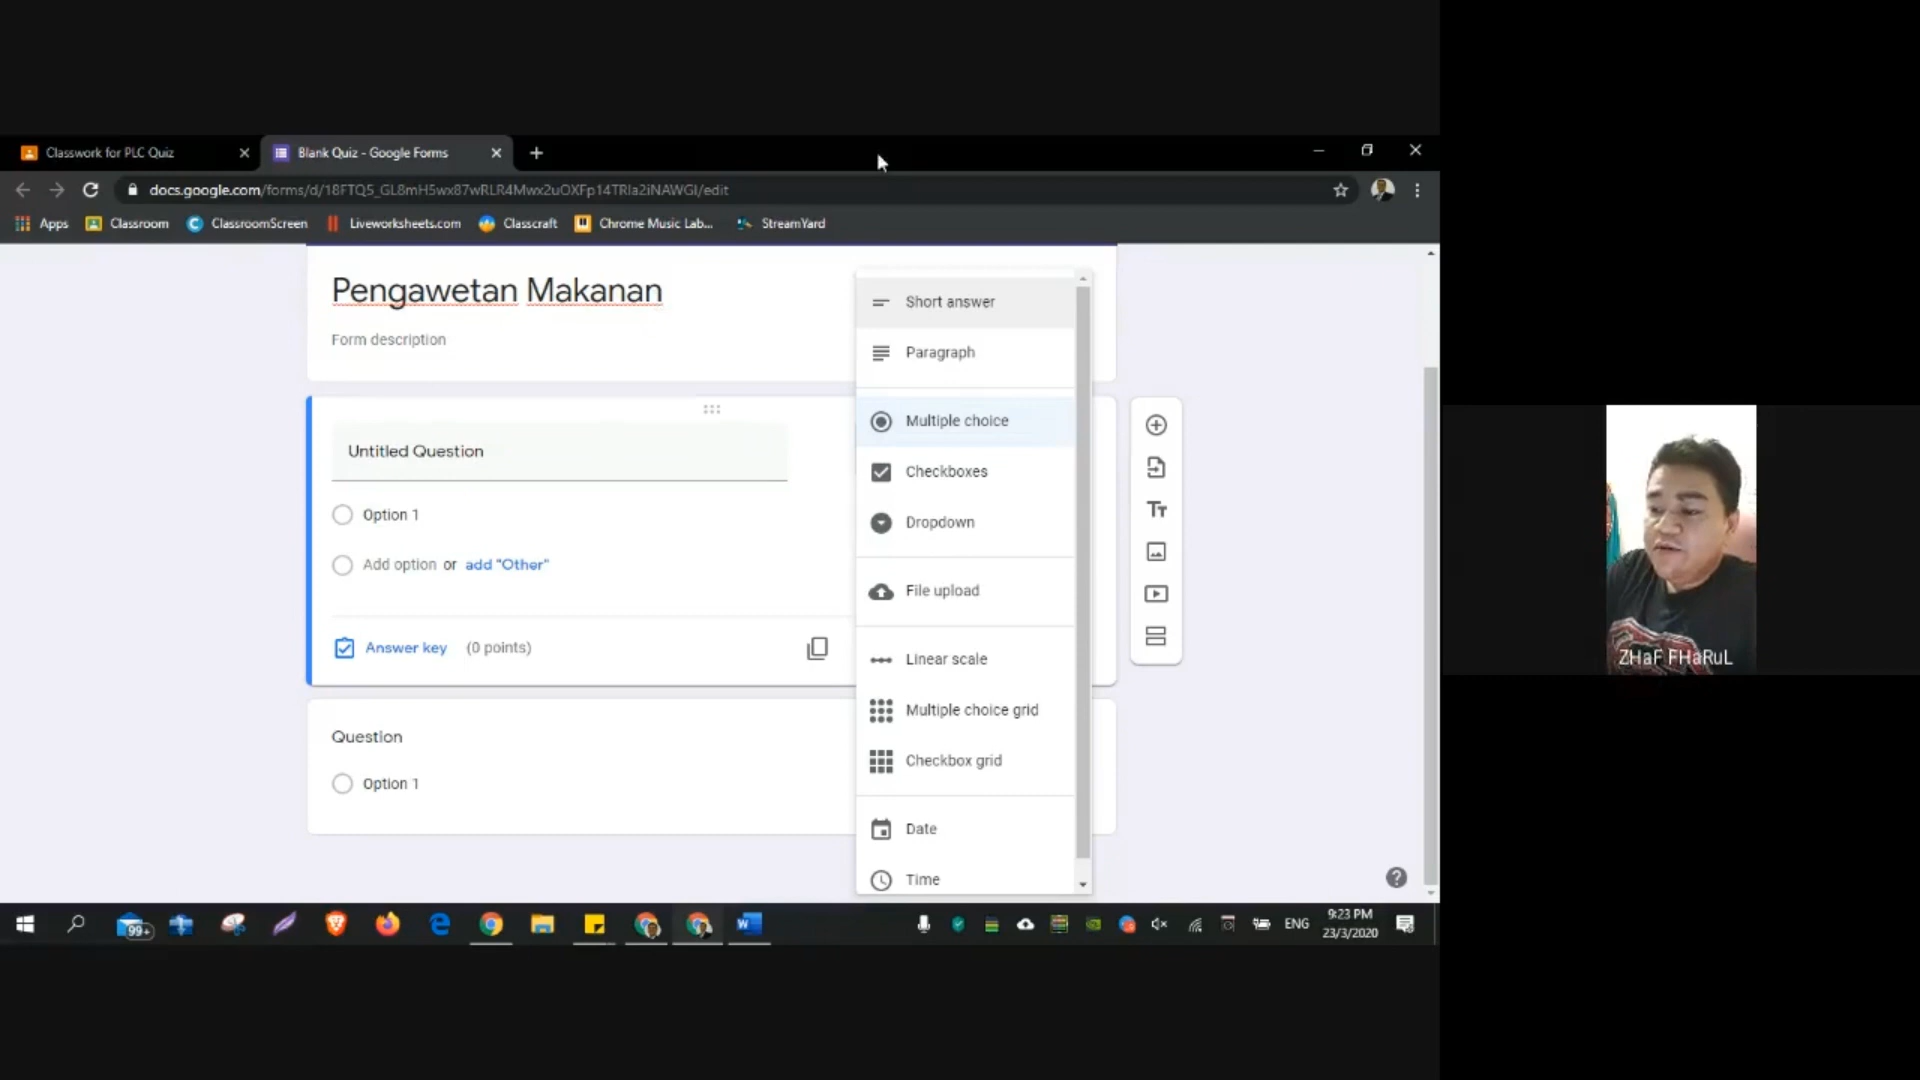 Classwork for PLC Quiz
Blank Quiz - Google Forms
docs.google.com/forms/d/18FTQ5_GL8mH5wx87wRLR4Mwx2uOXFp14TRla2iNAWGI/edit
Apps
Classroom
ClassroomScreen
Liveworksheets.com
Classcraft
Chrome Music Lab...
StreamYard
Pengawetan Makanan
Form description
Untitled Question
Option 1
Add option or add "Other"
Answer key (0 points)
Question
Option 1
Short answer
Paragraph
Multiple choice
Checkboxes
Dropdown
File upload
Linear scale
Multiple choice grid
Checkbox grid
Date
Time
Tт
ZHaF FHaRuL
99+
ENG
9:23 PM
23/3/2020